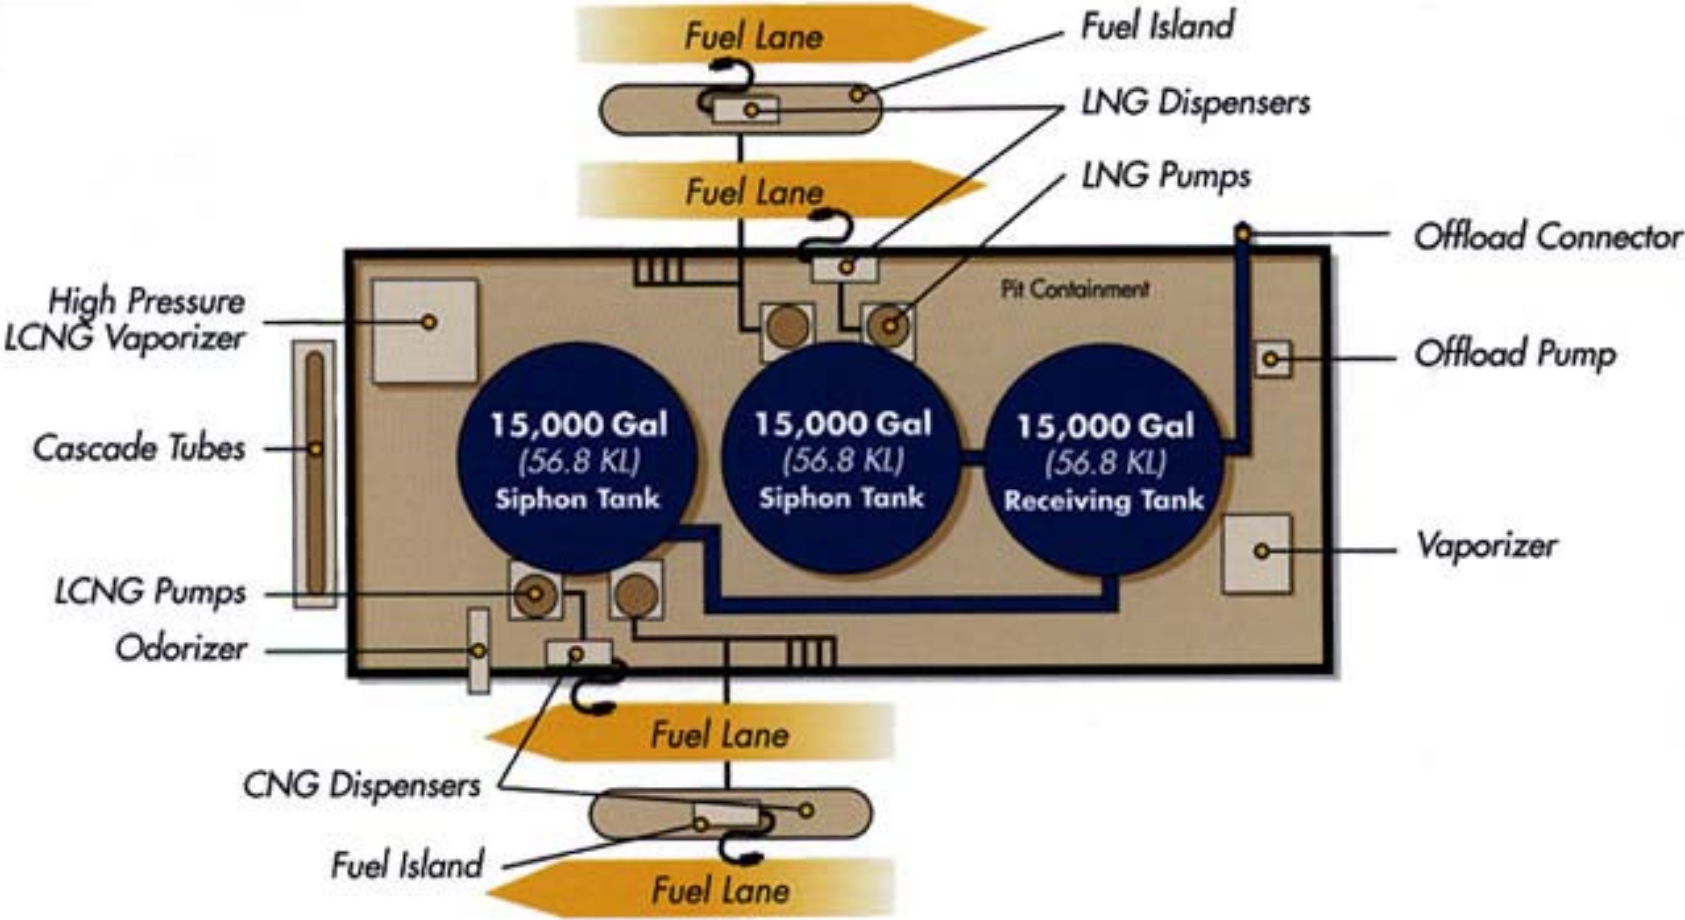 Fuel Lane
Fuel Island
LNG Dispensers
LNG Pumps
Fuel Lane
Offload Connector
Pit Containment
High Pressure
LCNG Vaporizer
Offload Pump
Cascade Tubes
15,000 Gal
(56.8 KL)
Siphon Tank
15,000 Gal
(56.8 KL)
Siphon Tank
15,000 Gal
(56.8 KL)
Receiving Tank
Vaporizer
LCNG Pumps
Odorizer
Fuel Lane
CNG Dispensers
Fuel Island
Fuel Lane